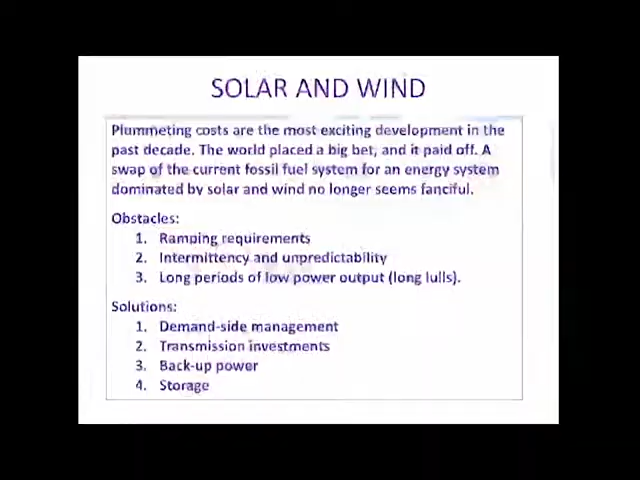 SOLAR AND WIND
Plummeting costs are the most exciting development in the
past decade. The world placed a big bet, and it paid off. A
swap of the current fossil fuel system for an energy system
dominated by solar and wind no longer seems fanciful.
Obstacles:
1. Ramping requirements
2. Intermittency and unpredictability
3. Long periods of low power output (long lulls).
Solutions:
1. Demand-side management
2. Transmission investments
3. Back-up power
4. Storage